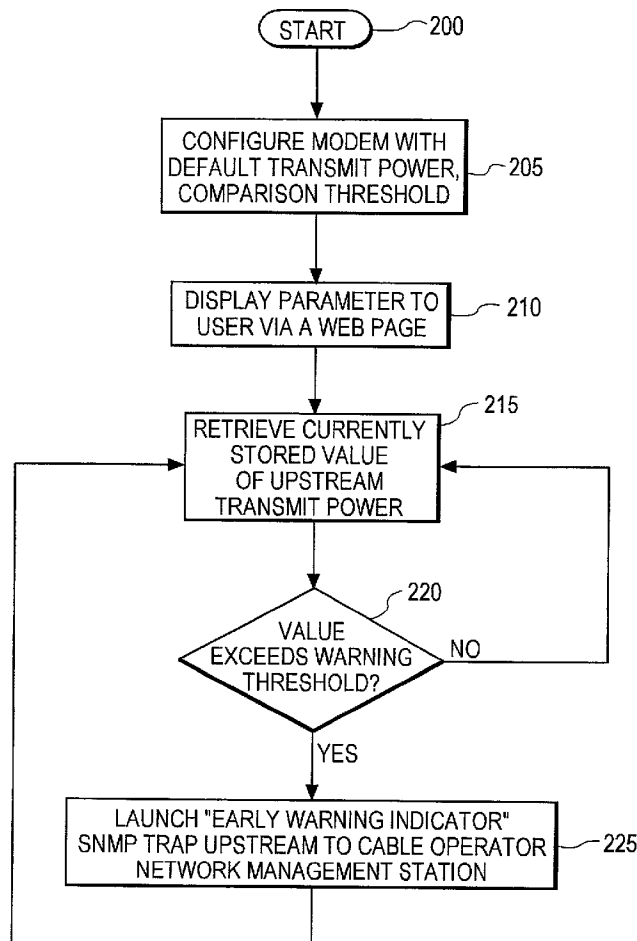 START
200
CONFIGURE MODEM WITH
DEFAULT TRANSMIT POWER,
COMPARISON THRESHOLD
205
DISPLAY PARAMETER TO
USER VIA A WEB PAGE
210
215
RETRIEVE CURRENTLY
STORED VALUE
OF UPSTREAM
TRANSMIT POWER
220
VALUE
EXCEEDS WARNING
THRESHOLD?
NO
YES
LAUNCH "EARLY WARNING INDICATOR"
SNMP TRAP UPSTREAM TO CABLE OPERATOR
NETWORK MANAGEMENT STATION
225